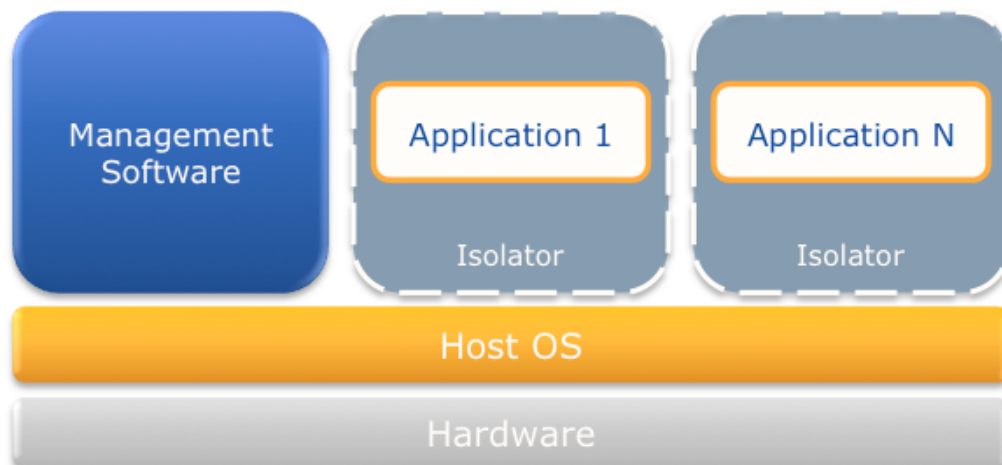 Management
Software
Application 1
Isolator
Application N
Isolator
Host OS
Hardware